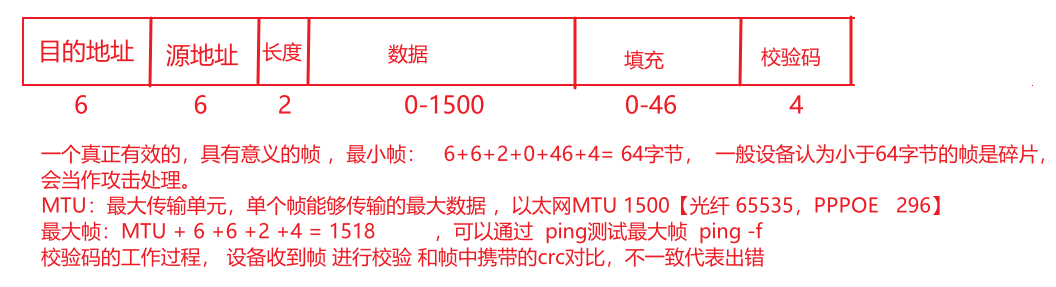 目的地址 源地址 长度 数据 填充 校验码
6 6 2 0-1500 0-46 4
一个真正有效的，具有意义的帧 ，最小帧： 6+6+2+0+46+4= 64字节， 一般设备认为小于64字节的帧是碎片，
会当作攻击处理。
MTU：最大传输单元，单个帧能够传输的最大数据 ，以太网MTU 1500【光纤 65535，PPPOE 296】
最大帧：MTU + 6 +6 +2 +4 = 1518 ，可以通过 ping测试最大帧 ping -f
校验码的工作过程， 设备收到帧 进行校验 和帧中携带的crc对比，不一致代表出错